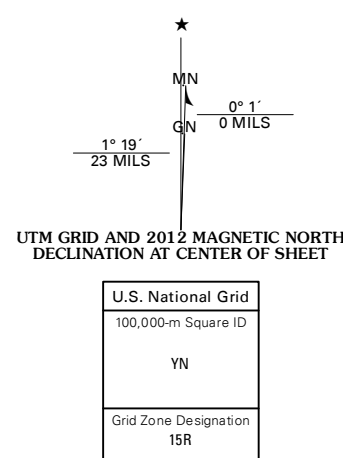 ★
MN
GN
0° 1´
0 MILS
1° 19´
23 MILS
UTM GRID AND 2012 MAGNETIC NORTH
DECLINATION AT CENTER OF SHEET
U.S. National Grid
100,000-m Square ID
YN
Grid Zone Designation
15R